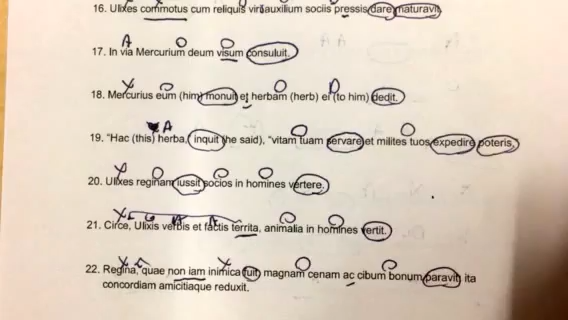 16. Ulixes commotus cum reliquis viris auxilium sociis pressis dare maturavit.
A O O
17. In via Mercurium deum visum consuluit.
X O O D
18. Mercurius eum (him) monuit et herbam (herb) ei (to him) dedit.
A O O
19. "Hac (this) herba, inquit (he said), "vitam tuam servare et milites tuos expedire poteris.
X O O O
20. Ulixes reginam iussit socios in homines vertere.
X G A A O O
21. Circe, Ulixis verbis et factis territa, animalia in homines vertit.
X X O O
22. Regina, quae non iam inimica fuit, magnam cenam ac cibum bonum paravit ita
concordiam amicitiaque reduxit.